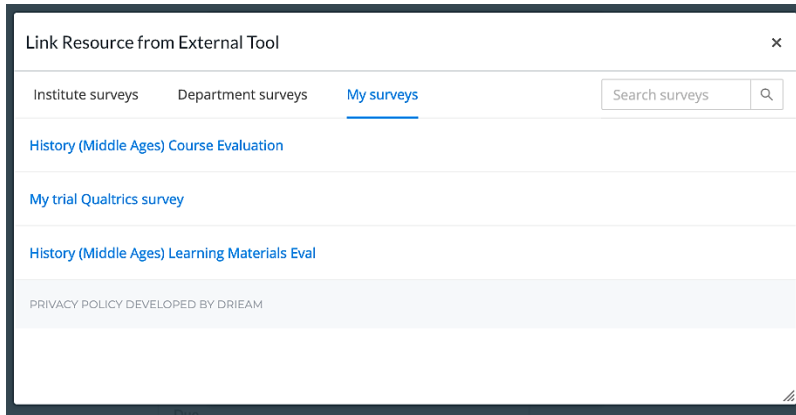 Link Resource from External Tool
Institute surveys Department surveys My surveys Search surveys
History (Middle Ages) Course Evaluation
My trial Qualtrics survey
History (Middle Ages) Learning Materials Eval
PRIVACY POLICY DEVELOPED BY DRIEAM